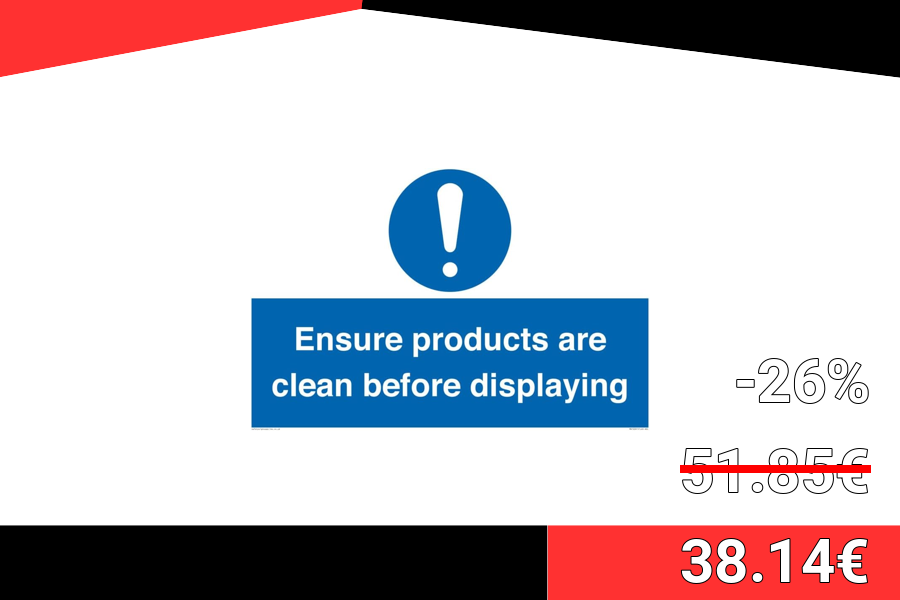 Ensure products are
clean before displaying
-26%
51.85€
38.14€